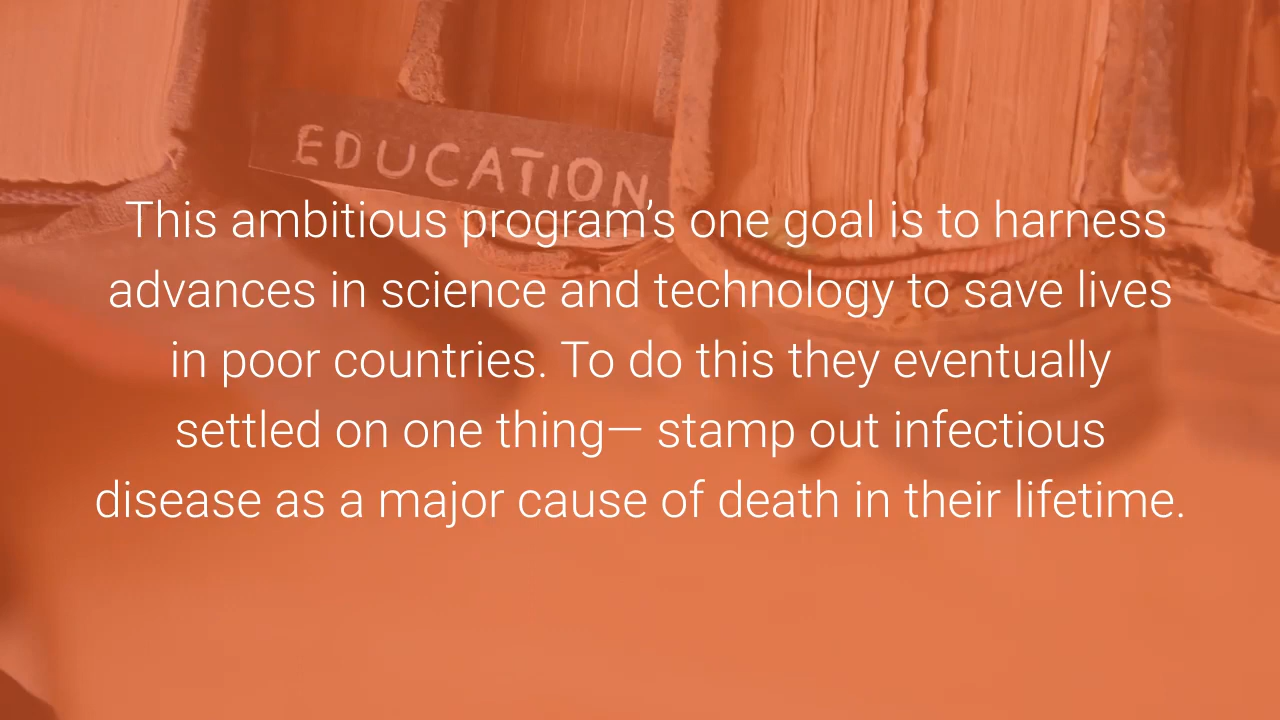 EDUCATION
This ambitious program’s one goal is to harness
advances in science and technology to save lives
in poor countries. To do this they eventually
settled on one thing— stamp out infectious
disease as a major cause of death in their lifetime.